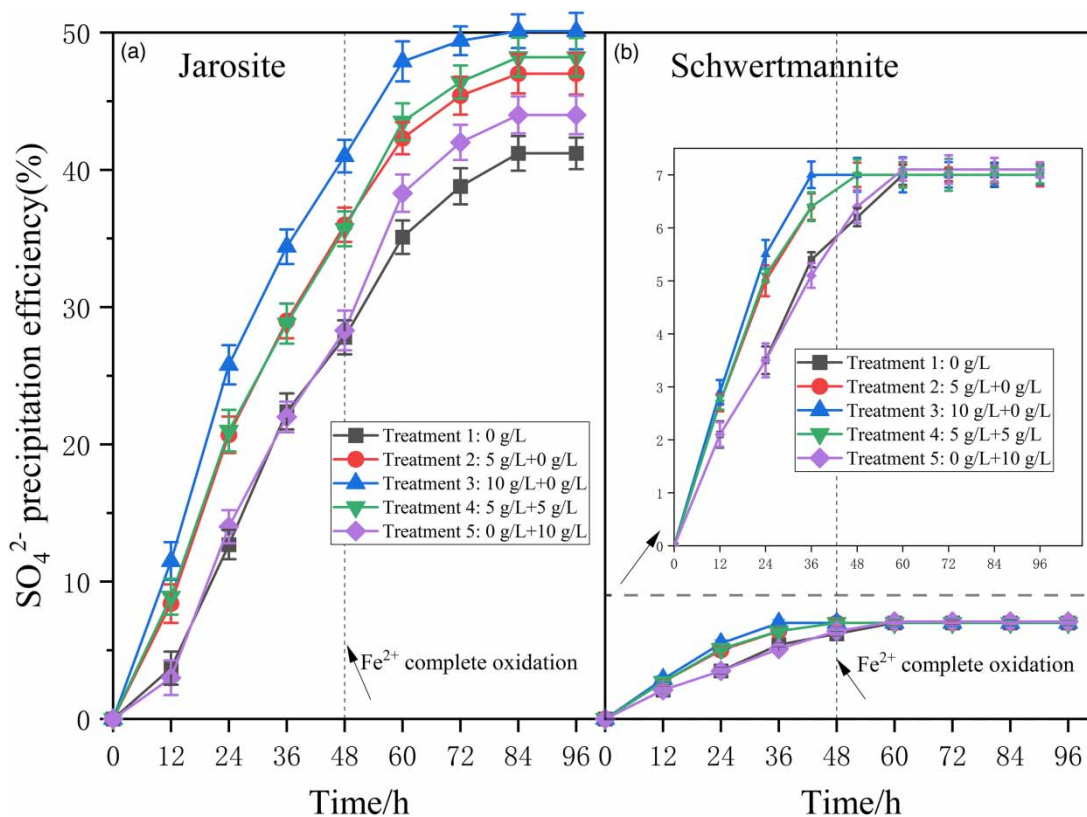 SO₄²⁻ precipitation efficiency(%)
50
40
30
20
10
0
(a)
Jarosite
Treatment 1: 0 g/L
Treatment 2: 5 g/L+0 g/L
Treatment 3: 10 g/L+0 g/L
Treatment 4: 5 g/L+5 g/L
Treatment 5: 0 g/L+10 g/L
Fe²⁺ complete oxidation
0 12 24 36 48 60 72 84 96
Time/h
(b)
Schwertmannite
7
6
5
4
3
2
1
0
Treatment 1: 0 g/L
Treatment 2: 5 g/L+0 g/L
Treatment 3: 10 g/L+0 g/L
Treatment 4: 5 g/L+5 g/L
Treatment 5: 0 g/L+10 g/L
0 12 24 36 48 60 72 84 96
Fe²⁺ complete oxidation
0 12 24 36 48 60 72 84 96
Time/h